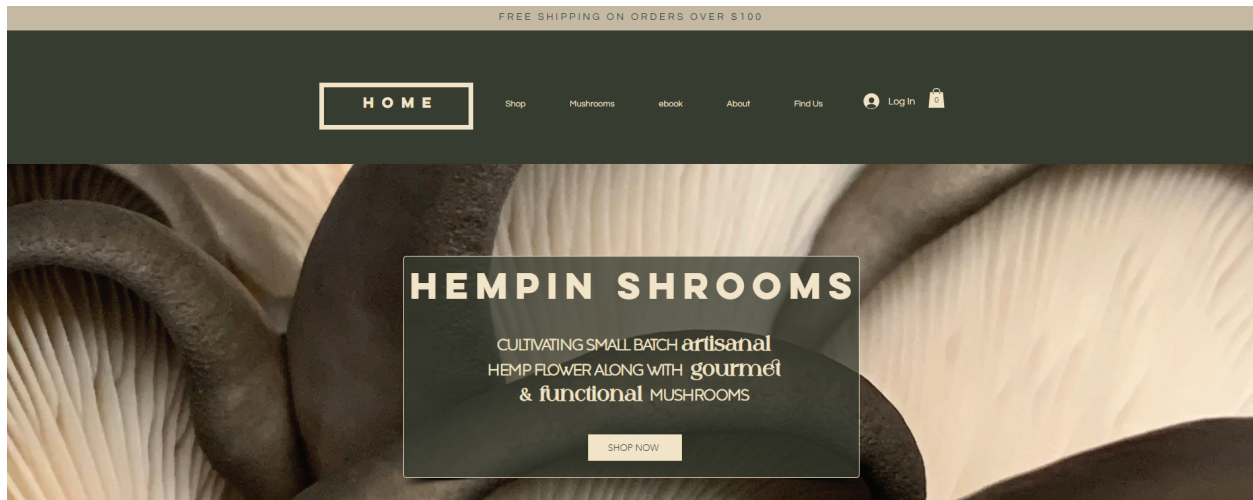 FREE SHIPPING ON ORDERS OVER $100
HOME Shop Mushrooms ebook About Find Us Log In 0
HEMPIN SHROOMS
CULTIVATING SMALL BATCH artisanal
HEMP FLOWER ALONG WITH gourmet
& functional MUSHROOMS
SHOP NOW